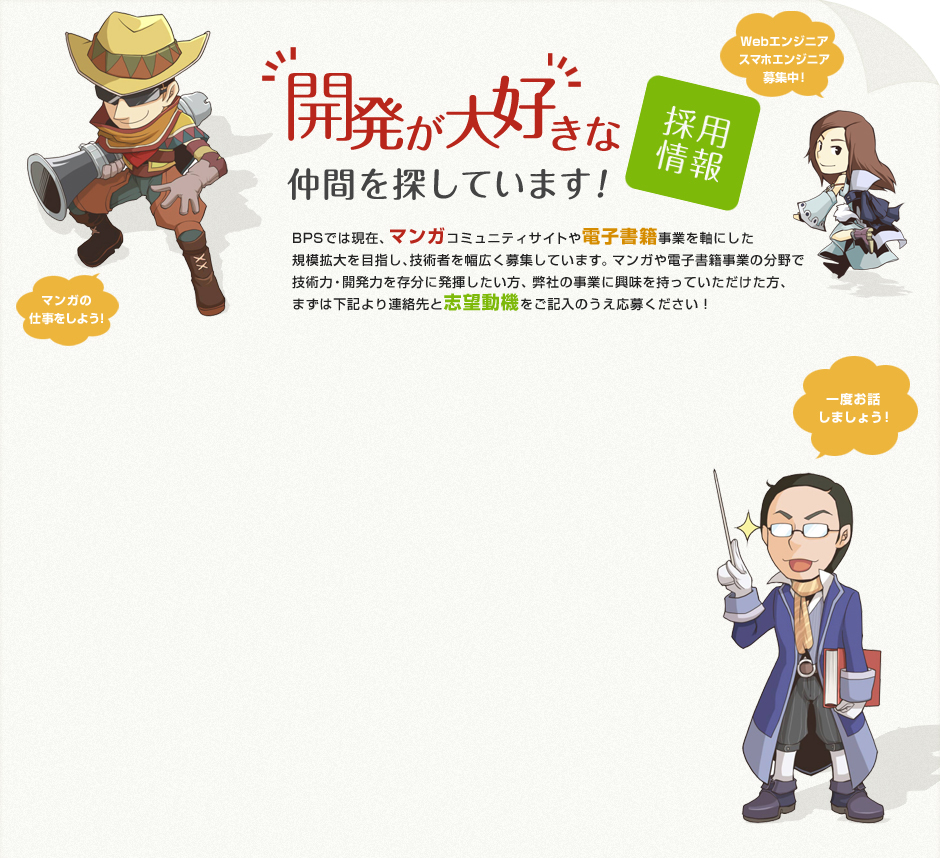 開発が大好きな
仲間を探しています！
採用
情報
Webエンジニア
スマホエンジニア
募集中！
BPSでは現在、マンガコミュニティサイトや電子書籍事業を軸にした
規模拡大を目指し、技術者を幅広く募集しています。マンガや電子書籍事業の分野で
技術力・開発力を存分に発揮したい方、弊社の事業に興味を持っていただけた方、
まずは下記より連絡先と志望動機をご記入のうえ応募ください！
マンガの
仕事をしよう！
一度お話
しましょう！